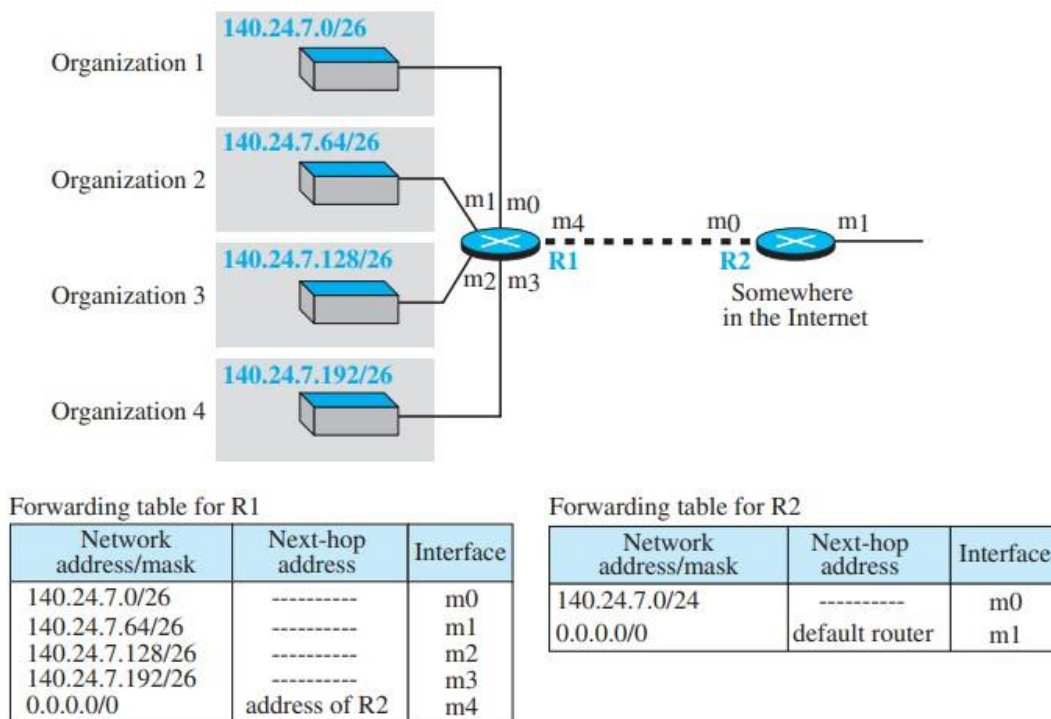 140.24.7.0/26
Organization 1
140.24.7.64/26
Organization 2
m1 m0
m4
m0
m1
R1
R2
140.24.7.128/26
m2 m3
Organization 3
Somewhere
in the Internet
140.24.7.192/26
Organization 4
Forwarding table for R1
Network address/mask Next-hop address Interface
140.24.7.0/26 ---------- m0
140.24.7.64/26 ---------- m1
140.24.7.128/26 ---------- m2
140.24.7.192/26 ---------- m3
0.0.0.0/0 address of R2 m4
Forwarding table for R2
Network address/mask Next-hop address Interface
140.24.7.0/24 ---------- m0
0.0.0.0/0 default router m1